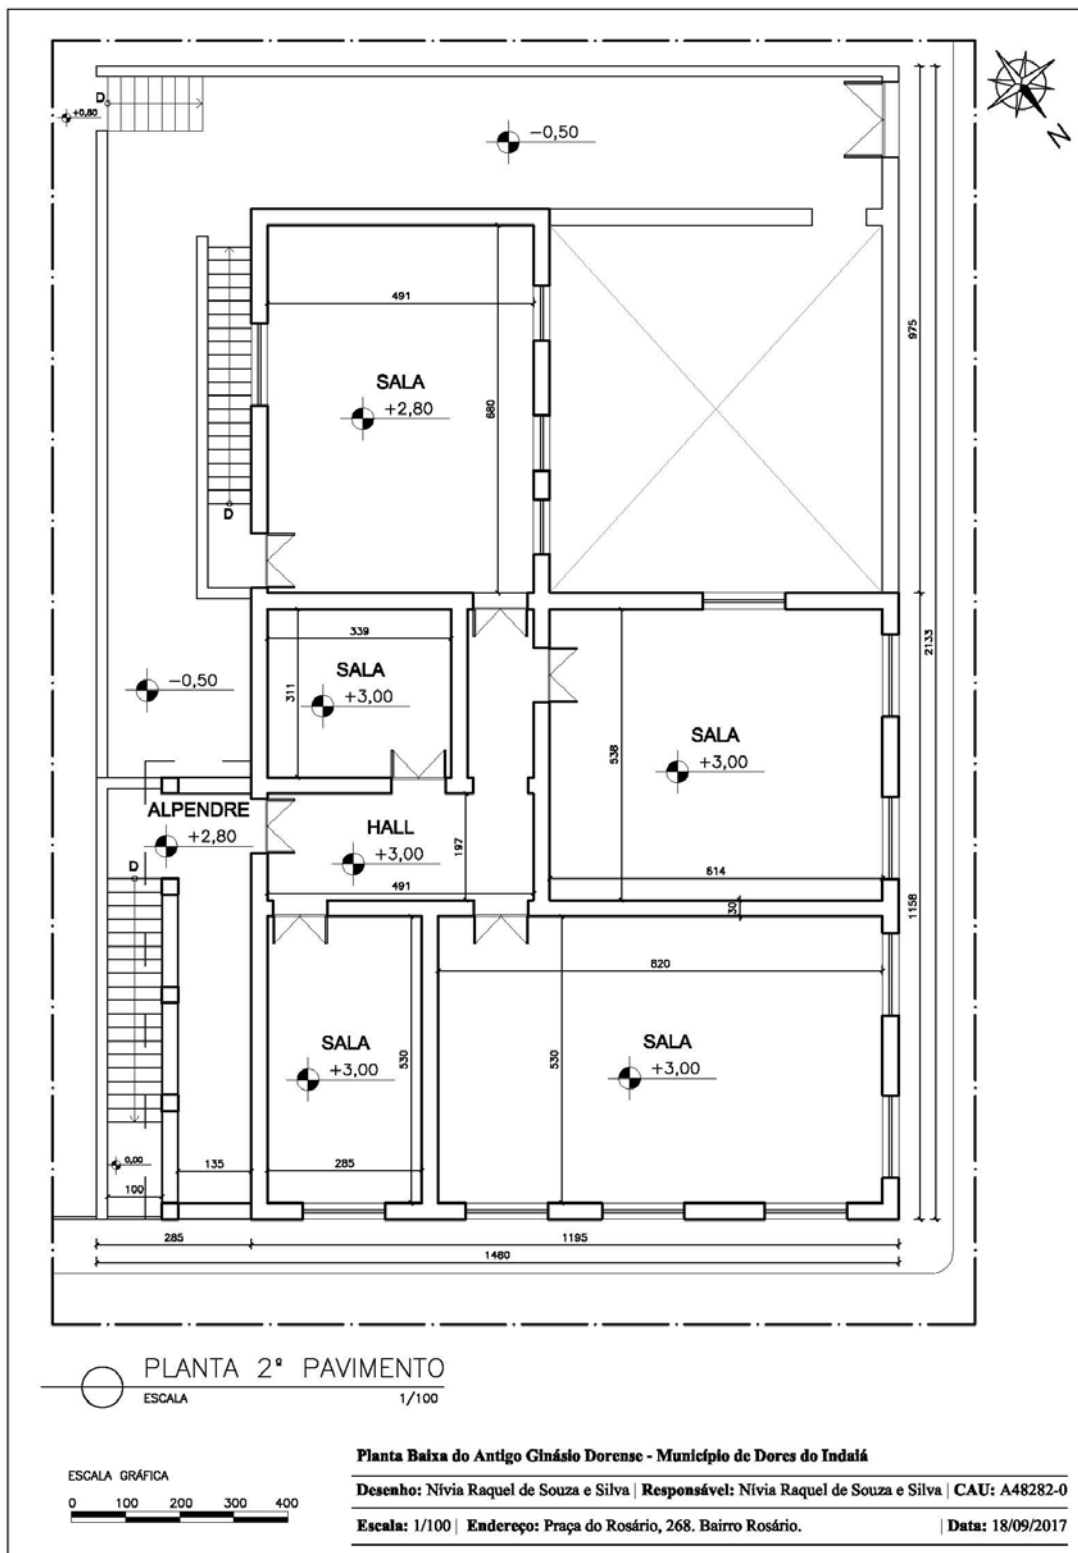 D
+0,80
-0,50
N
491
975
SALA
+2,80
680
D
339
2133
SALA
+3,00
311
-0,50
SALA
+3,00
538
ALPENDRE
+2,80
HALL
+3,00
197
D
491
614
30
1158
820
SALA
+3,00
530
SALA
+3,00
530
0,00
135
285
100
285
1195
1480
PLANTA 2ª PAVIMENTO
ESCALA 1/100
ESCALA GRÁFICA
0 100 200 300 400
Planta Baixa do Antigo Ginásio Dorense - Município de Dores do Indaiá
Desenho: Nívia Raquel de Souza e Silva | Responsável: Nívia Raquel de Souza e Silva | CAU: A48282-0
Escala: 1/100 | Endereço: Praça do Rosário, 268. Bairro Rosário. | Data: 18/09/2017